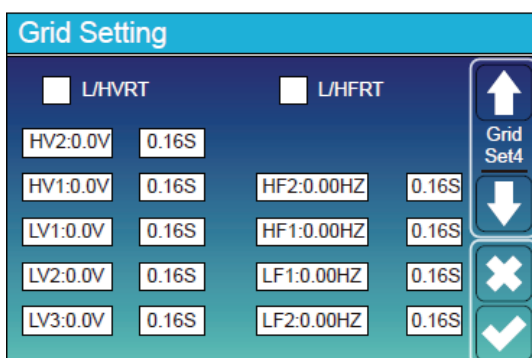 Grid Setting
L/HVRT L/HFRT
HV2:0.0V 0.16S
HV1:0.0V 0.16S HF2:0.00HZ 0.16S
LV1:0.0V 0.16S HF1:0.00HZ 0.16S
LV2:0.0V 0.16S LF1:0.00HZ 0.16S
LV3:0.0V 0.16S LF2:0.00HZ 0.16S
Grid
Set4